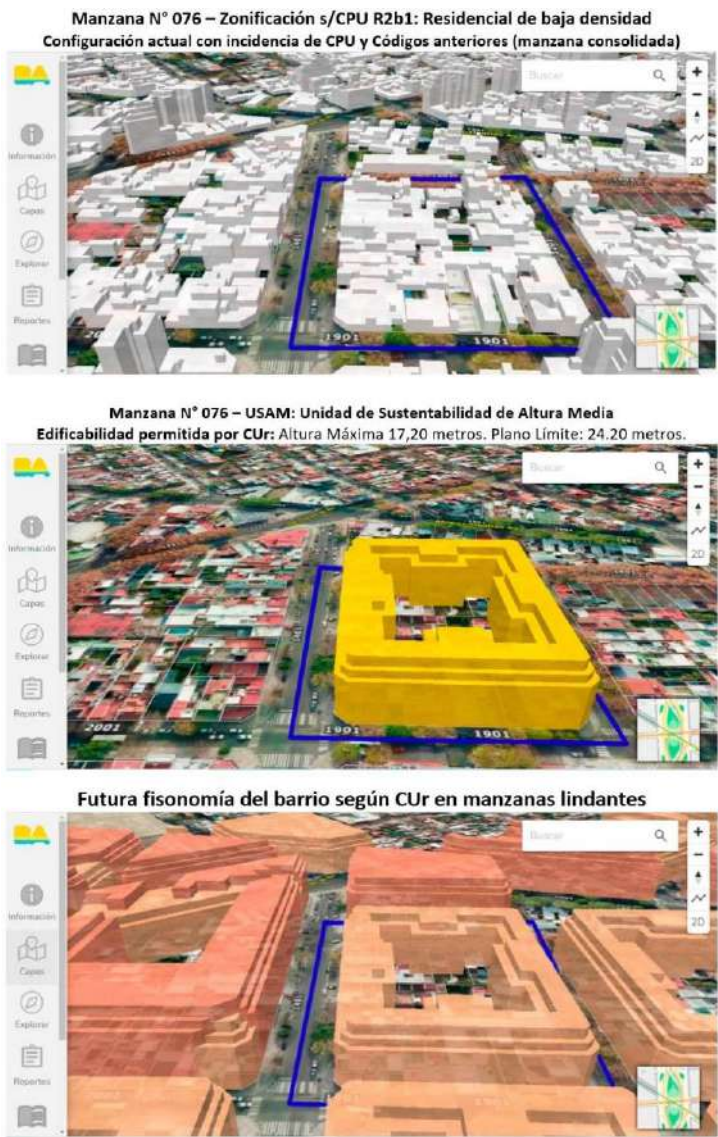 Manzana N° 076 – Zonificación s/CPU R2b1: Residencial de baja densidad
Configuración actual con incidencia de CPU y Códigos anteriores (manzana consolidada)
BA
Buscar
Información
Capas
2D
Explorar
Reportes
1901
1901
Manzana N° 076 – USAM: Unidad de Sustentabilidad de Altura Media
Edificabilidad permitida por CUr: Altura Máxima 17,20 metros. Plano Límite: 24.20 metros.
BA
Buscar
Información
2D
Capas
Explorar
Reportes
2001
1901
1901
Futura fisonomía del barrio según CUr en manzanas lindantes
BA
Buscar
Información
2D
Capas
Explorar
Reportes